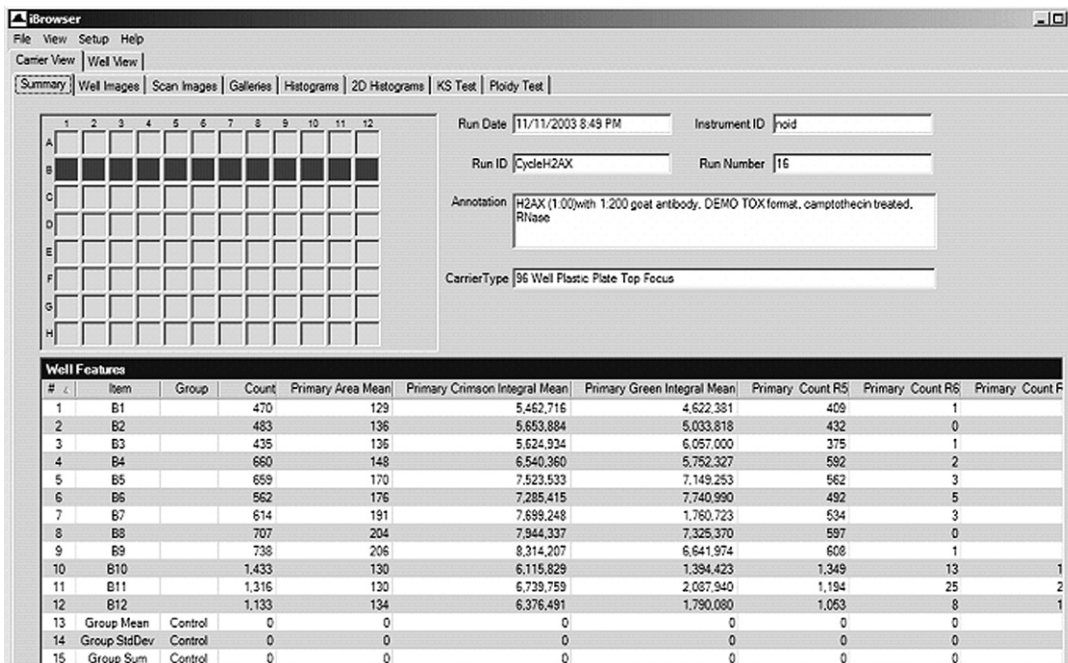 iBrowser
File View Setup Help
Carrier View Well View
Summary Well Images Scan Images Galleries Histograms 2D Histograms KS Test Ploidy Test
1 2 3 4 5 6 7 8 9 10 11 12
A
B
C
D
E
F
G
H
Run Date 11/11/2003 8:49 PM Instrument ID noid
Run ID CycleH2AX Run Number 16
Annotation H2AX (1:00)with 1:200 goat antibody, DEMO TOX format, camptothecin treated,
RNase
CarrierType 96 Well Plastic Plate Top Focus
Well Features
# Item Group Count Primary Area Mean Primary Crimson Integral Mean Primary Green Integral Mean Primary Count R5 Primary Count R6 Primary Count F
1 B1 470 129 5,462,716 4,622,381 409 1
2 B2 483 136 5,653,884 5,033,818 432 0
3 B3 435 136 5,624,934 6,057,000 375 1
4 B4 660 148 6,540,360 5,752,327 592 2
5 B5 659 170 7,523,533 7,149,253 562 3
6 B6 562 176 7,285,415 7,740,990 492 5
7 B7 614 191 7,699,248 1,760,723 534 3
8 B8 707 204 7,944,337 7,325,370 597 0
9 B9 738 206 8,314,207 6,641,974 608 1
10 B10 1,433 130 6,115,829 1,394,423 1,349 13 1
11 B11 1,316 130 6,739,759 2,087,940 1,194 25 2
12 B12 1,133 134 6,376,491 1,790,080 1,053 8 1
13 Group Mean Control 0 0 0 0 0 0
14 Group StdDev Control 0 0 0 0 0 0
15 Group Sum Control 0 0 0 0 0 0